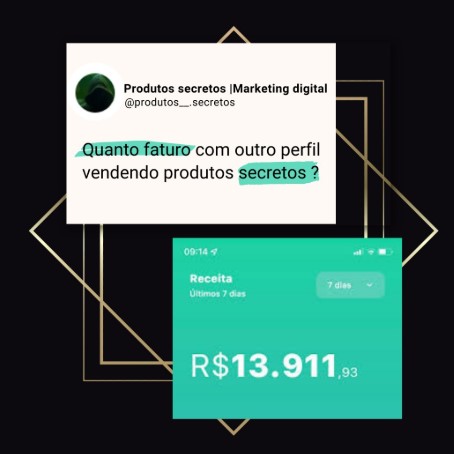 Produtos secretos |Marketing digital
@produtos__.secretos
Quanto faturo com outro perfil
vendendo produtos secretos ?
09:14
Receita
Últimos 7 dias
7 dias
R$13.911,93